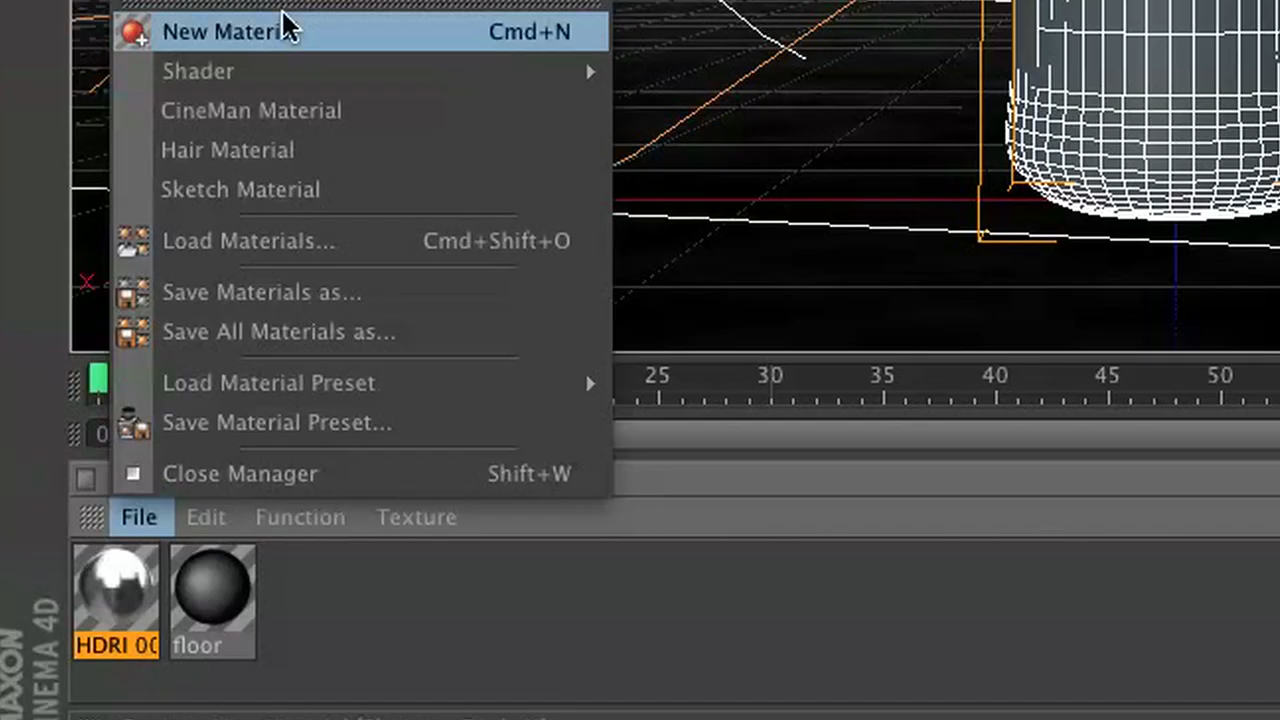 New Materi
Cmd+N
Shader
CineMan Material
Hair Material
Sketch Material
Load Materials...
Cmd+Shift+O
Save Materials as...
Save All Materials as...
Load Material Preset
Save Material Preset...
Close Manager
Shift+W
25 30 35 40 45 50
0
File Edit Function Texture
HDRI 00
floor
MAXON
CINEMA 4D